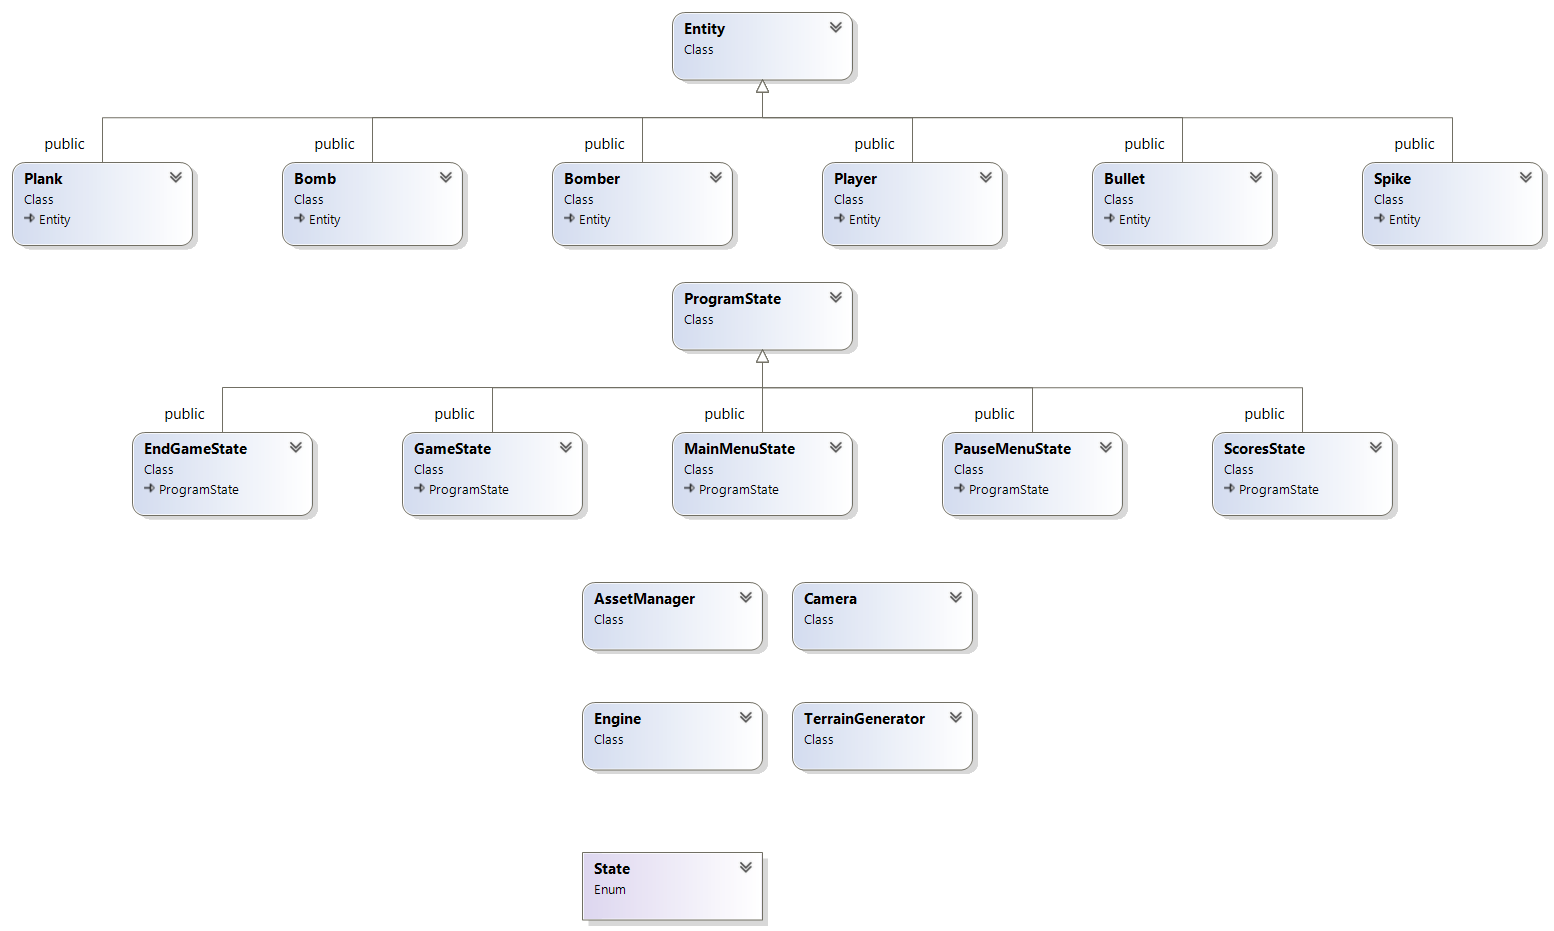 Entity
Class
public
public
public
public
public
public
Plank
Class
Entity
Bomb
Class
Entity
Bomber
Class
Entity
Player
Class
Entity
Bullet
Class
Entity
Spike
Class
Entity
ProgramState
Class
public
public
public
public
public
EndGameState
Class
ProgramState
GameState
Class
ProgramState
MainMenuState
Class
ProgramState
PauseMenuState
Class
ProgramState
ScoresState
Class
ProgramState
AssetManager
Class
Camera
Class
Engine
Class
TerrainGenerator
Class
State
Enum